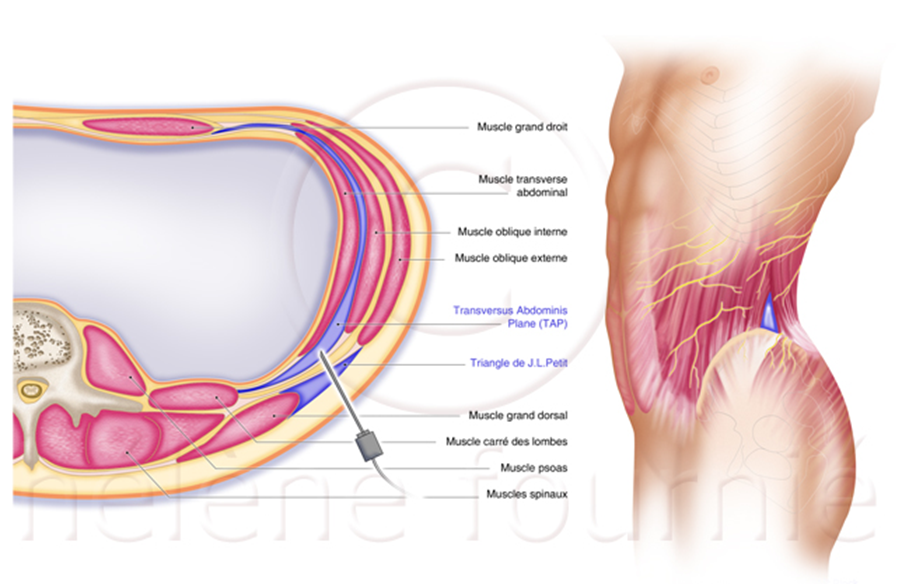 Muscle grand droit
Muscle transverse
abdominal
Muscle oblique interne
Muscle oblique externe
Transversus Abdominis
Plane (TAP)
Triangle de J.L.Petit
Muscle grand dorsal
Muscle carré des lombes
Muscle psoas
Muscles spinaux
hélène fournié